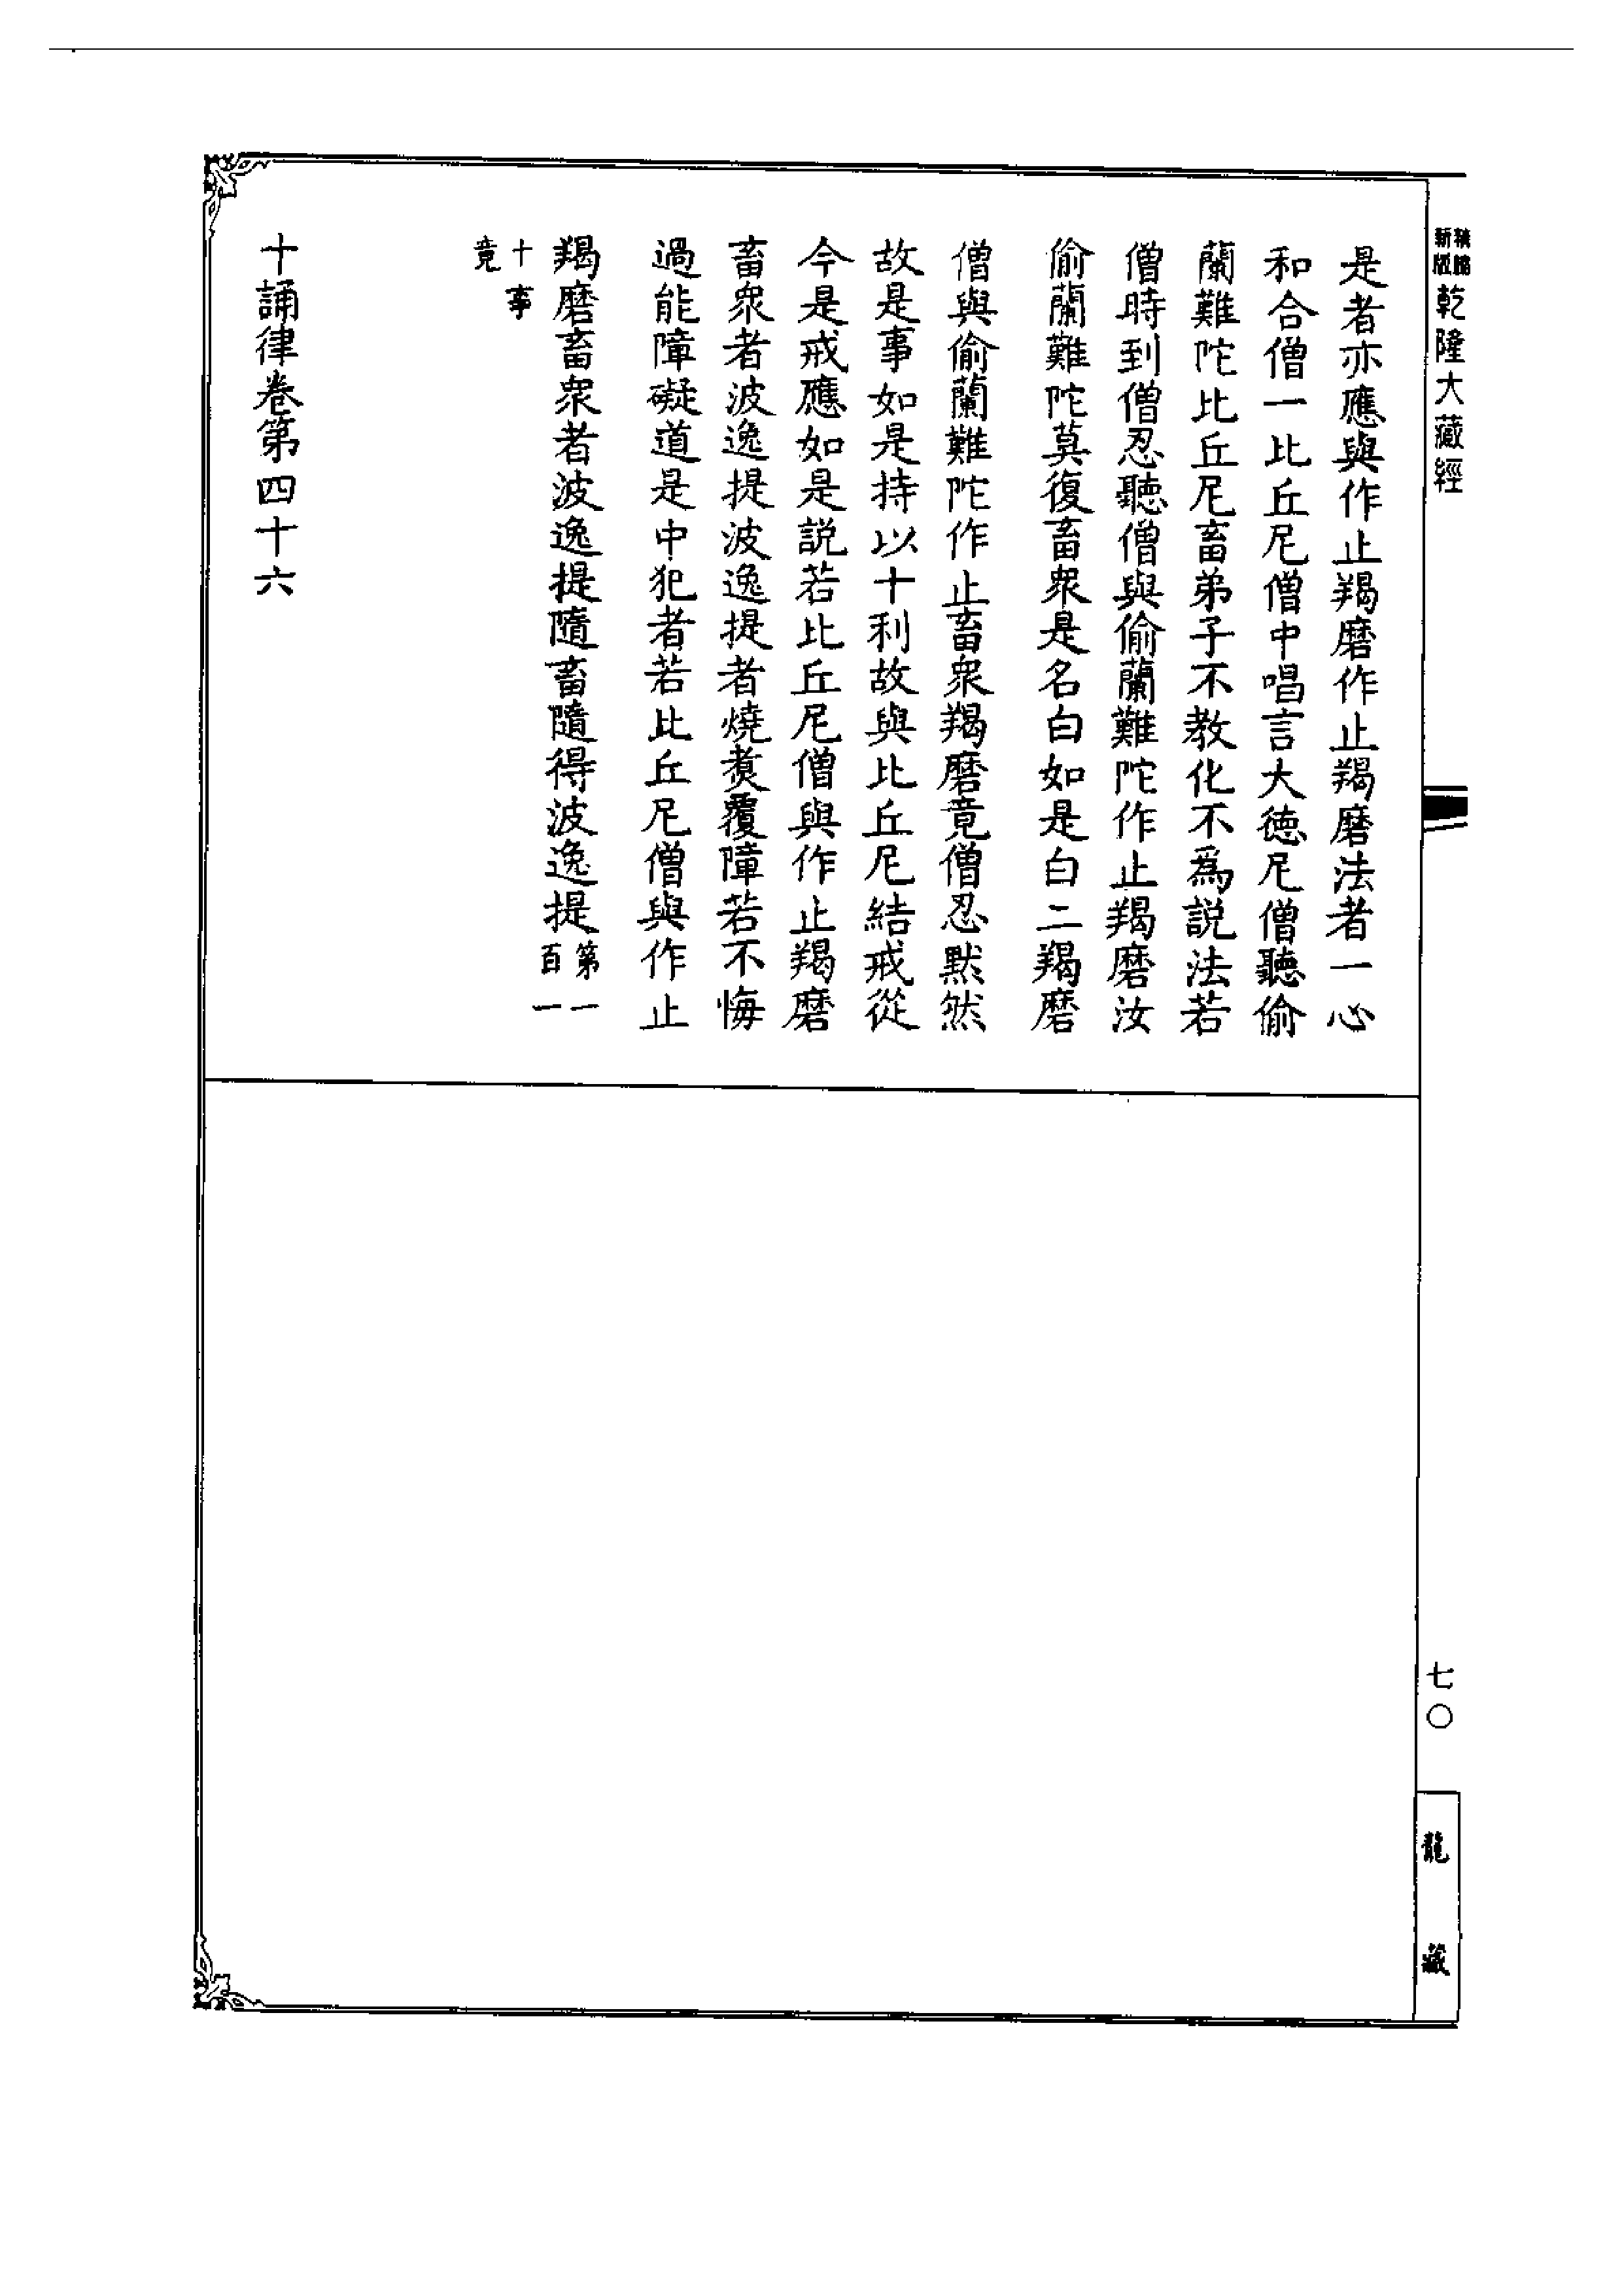 新版 精縮 乾隆大藏經
是者亦應與作止羯磨作止羯磨法者一心
和合僧一比丘尼僧中唱言大德尼僧聽偷
蘭難陀比丘尼畜弟子不教化不為說法若
僧時到僧忍聽僧與偷蘭難陀作止羯磨汝
偷蘭難陀莫復畜眾是名白如是白二羯磨
僧與偷蘭難陀作止畜眾羯磨竟僧忍默然
故是事如是持以十利故與比丘尼結戒從
今是戒應如是說若比丘尼僧與作止羯磨
畜眾者波逸提波逸提者燒煑覆障若不悔
過能障礙道是中犯者若比丘尼僧與作止
羯磨畜眾者波逸提隨畜隨得波逸提第一百一
十事竟
十誦律卷第四十六
七〇
龍藏